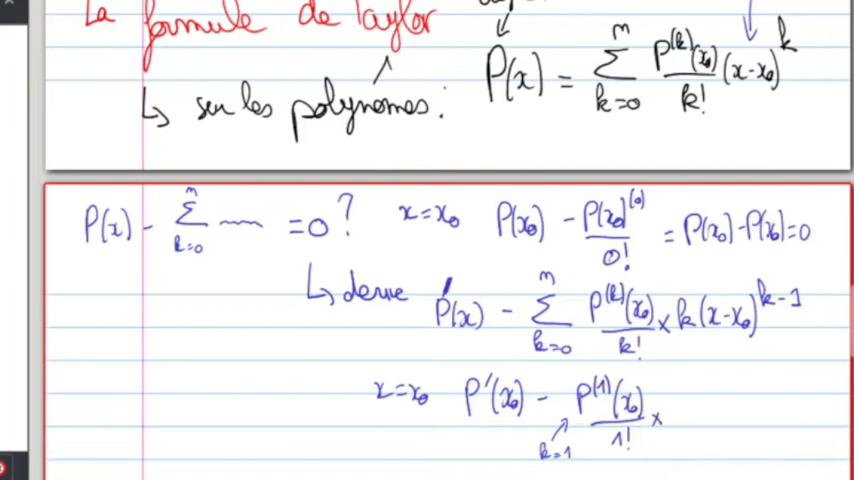 La formule de Taylor
↳ sur les polynômes :
P(x) = Σ_{k=0}^{n} P^{(k)}(x₀)/k! (x-x₀)^k
P(x) - Σ_{k=0}^{n} ~~~ = 0 ? x=x₀ P(x₀) - P(x₀)^{(0)}/0! = P(x₀)-P(x₀)=0
↳ derive P'(x) - Σ_{k=0}^{n} P^{(k)}(x₀)/k! × k(x-x₀)^{k-1}
x=x₀ P'(x₀) - P^{(1)}(x₀)/1! ×
k=1